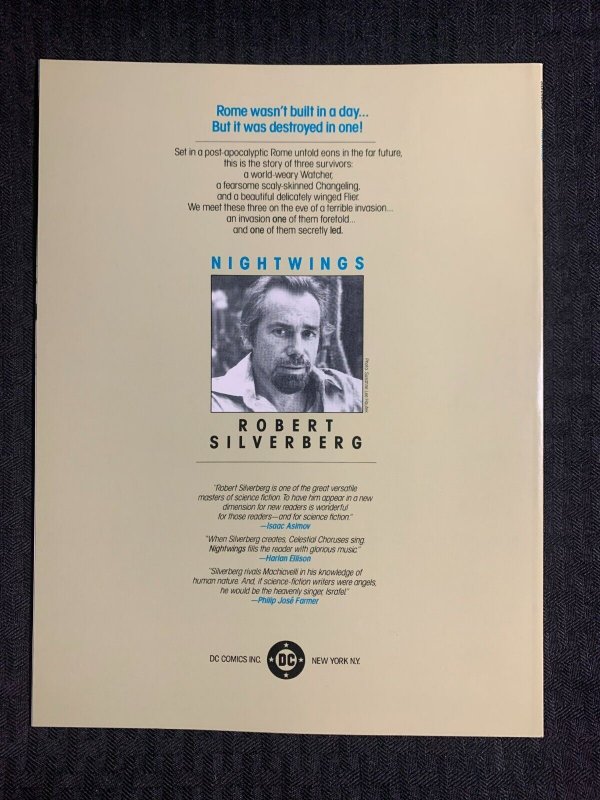 Rome wasn't built in a day...
But it was destroyed in one!
Set in a post-apocalyptic Rome untold eons in the far future,
this is the story of three survivors:
a world-weary Watcher,
a fearsome scaly-skinned Changeling,
and a beautiful delicately winged Flier.
We meet these three on the eve of a terrible invasion...
an invasion one of them foretold...
and one of them secretly led.
NIGHTWINGS
ROBERT
SILVERBERG
"Robert Silverberg is one of the great versatile
masters of science fiction. To have him appear in a new
dimension for new readers is wonderful
for those readers—and for science fiction."
—Isaac Asimov
"When Silverberg creates, Celestial Choruses sing.
Nightwings fills the reader with glorious music."
—Harlan Ellison
"Silverberg rivals Machiavelli in his knowledge of
human nature. And, if science-fiction writers were angels,
he would be the heavenly singer, Israfel."
—Philip José Farmer
DC COMICS INC. DC NEW YORK N.Y.